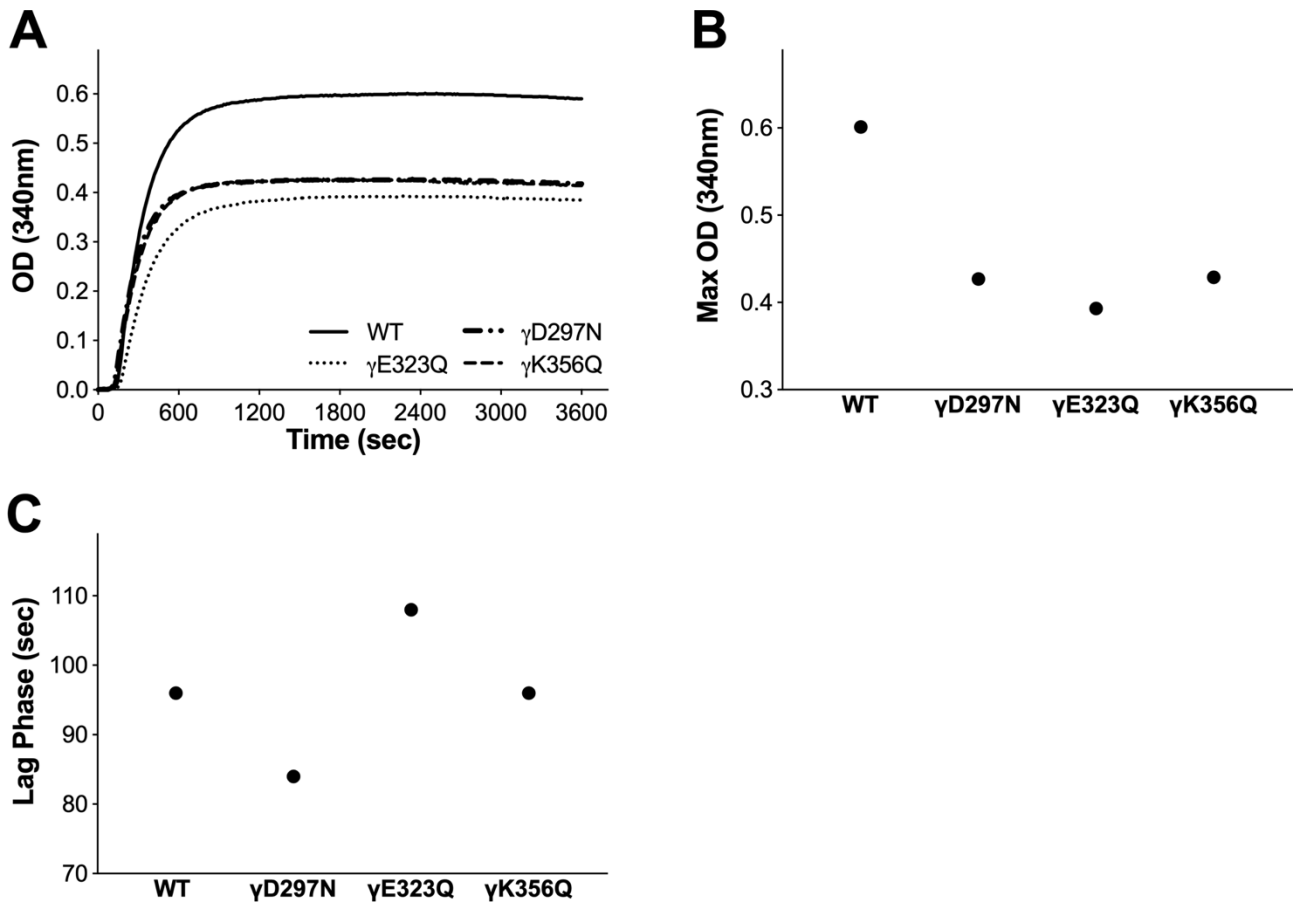 A
OD (340nm)
0.6
0.5
0.4
0.3
0.2
0.1
0.0
WT
γD297N
γE323Q
γK356Q
0 600 1200 1800 2400 3000 3600
Time (sec)
B
Max OD (340nm)
0.6
0.5
0.4
0.3
WT γD297N γE323Q γK356Q
C
Lag Phase (sec)
110
100
90
80
70
WT γD297N γE323Q γK356Q